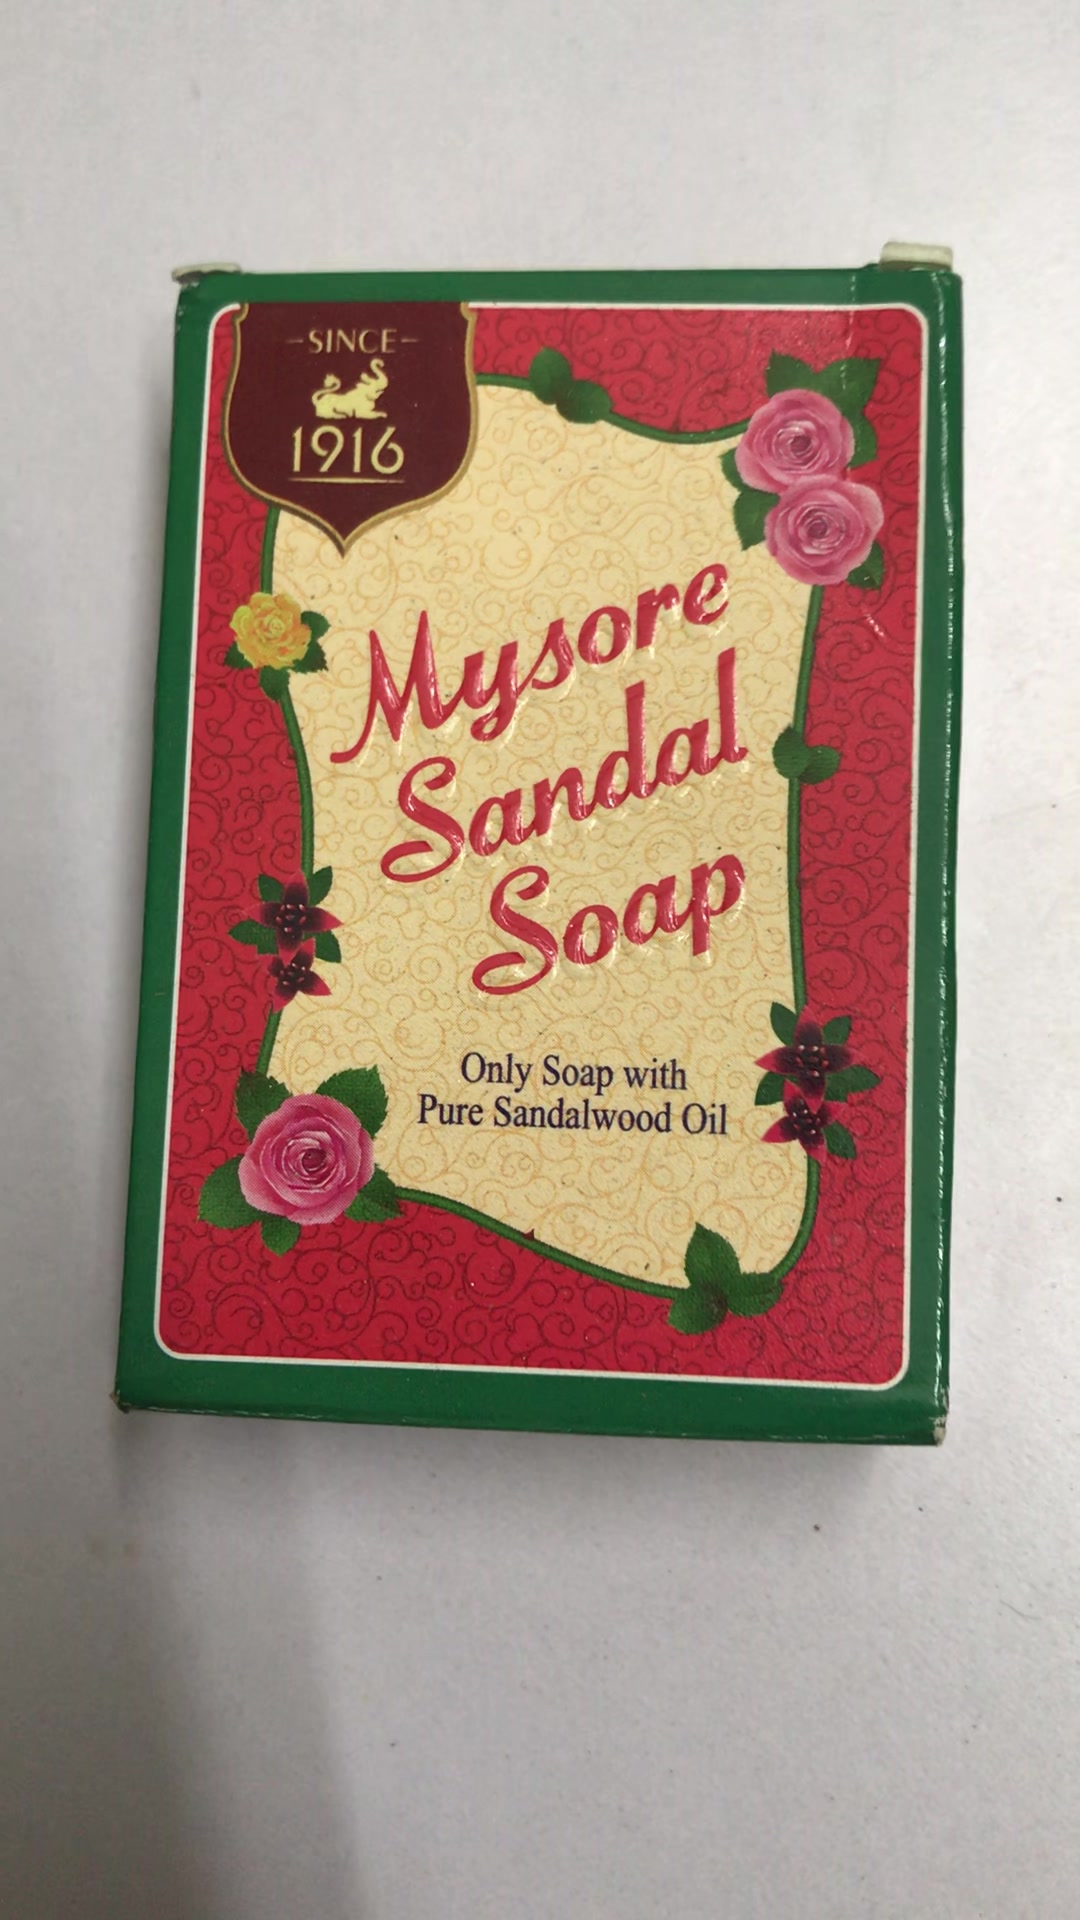 -SINCE-
1916
Mysore
Sandal
Soap
Only Soap with
Pure Sandalwood Oil